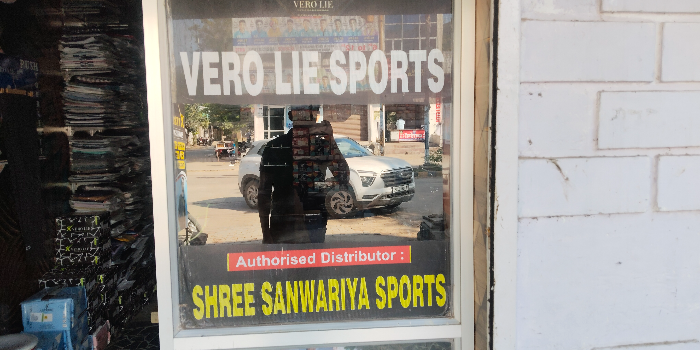 VERO LIE
VERO LIE SPORTS
Authorised Distributor :
SHREE SANWARIYA SPORTS